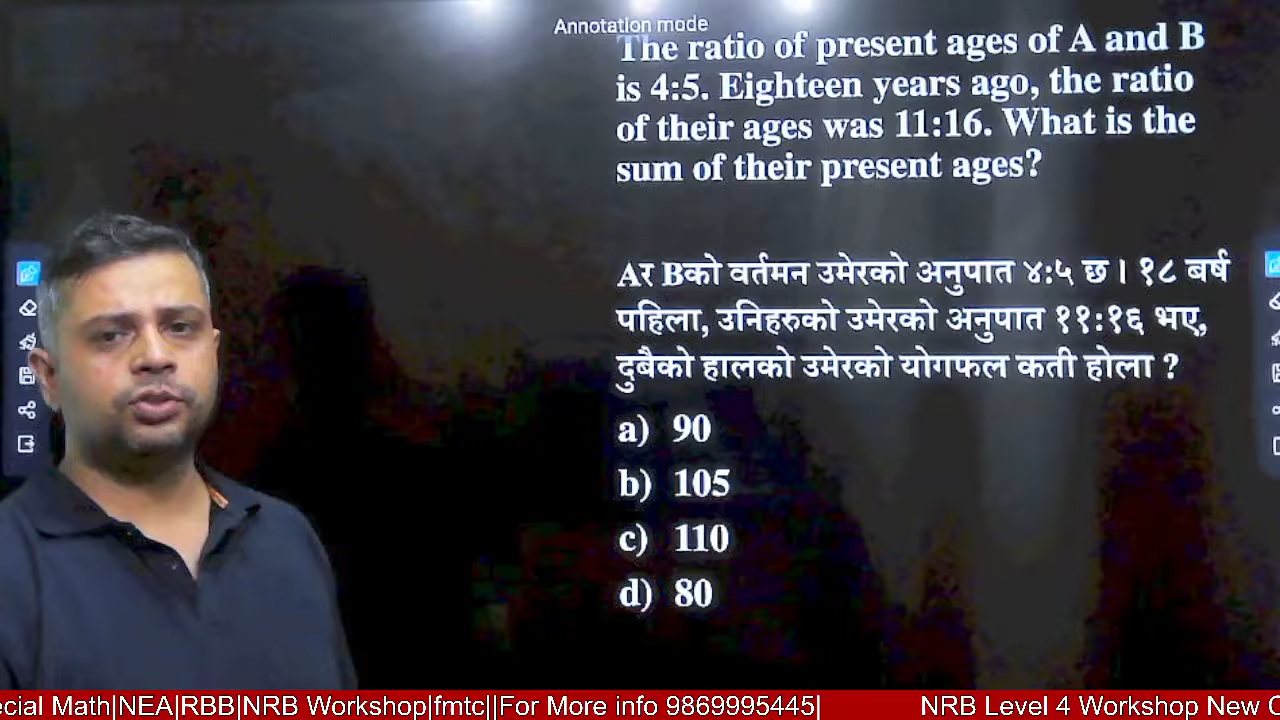 Annotation mode
The ratio of present ages of A and B
is 4:5. Eighteen years ago, the ratio
of their ages was 11:16. What is the
sum of their present ages?
Aर Bको वर्तमन उमेरको अनुपात ४:५ छ । १८ बर्ष
पहिला, उनिहरुको उमेरको अनुपात ११:१६ भए,
दुबैको हालको उमेरको योगफल कती होला ?
a) 90
b) 105
c) 110
d) 80
ecial Math|NEA|RBB|NRB Workshop|fmtc||For More info 9869995445| NRB Level 4 Workshop New C